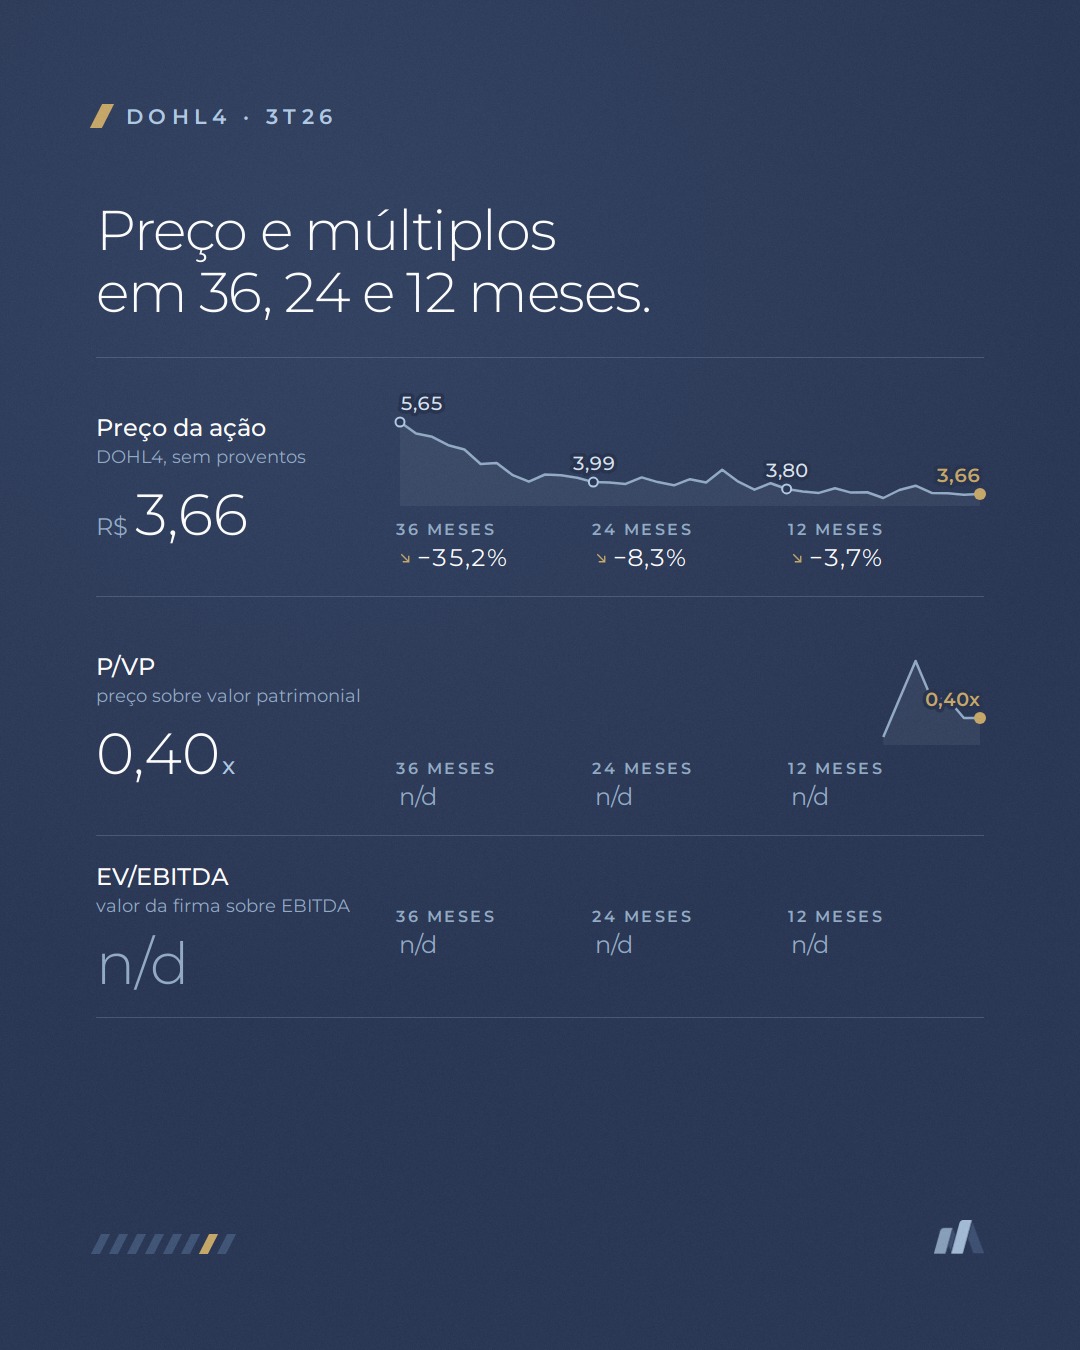 DOHL4 · 3T26
Preço e múltiplos
em 36, 24 e 12 meses.
Preço da ação
DOHL4, sem proventos
R$ 3,66
5,65
3,99
3,80
3,66
36 MESES
24 MESES
12 MESES
↘ −35,2%
↘ −8,3%
↘ −3,7%
P/VP
preço sobre valor patrimonial
0,40x
0,40x
36 MESES
24 MESES
12 MESES
n/d
n/d
n/d
EV/EBITDA
valor da firma sobre EBITDA
n/d
36 MESES
24 MESES
12 MESES
n/d
n/d
n/d